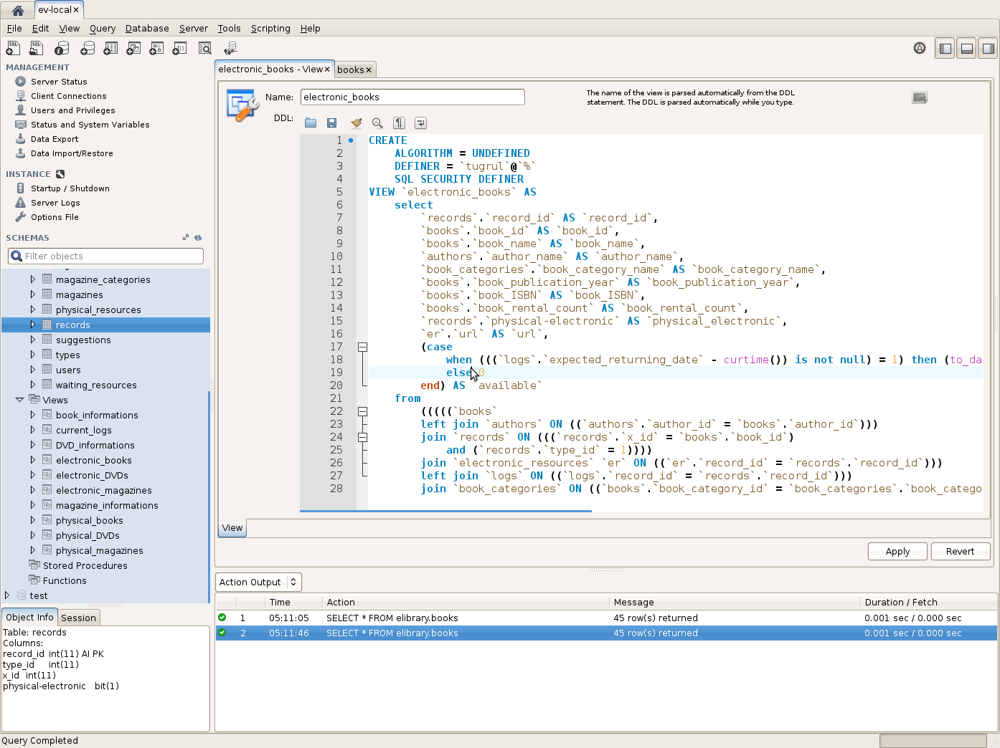 ev-local
File Edit View Query Database Server Tools Scripting Help
MANAGEMENT
Server Status
Client Connections
Users and Privileges
Status and System Variables
Data Export
Data Import/Restore
INSTANCE
Startup / Shutdown
Server Logs
Options File
SCHEMAS
Filter objects
magazine_categories
magazines
physical_resources
records
suggestions
types
users
waiting_resources
Views
book_informations
current_logs
DVD_informations
electronic_books
electronic_DVDs
electronic_magazines
magazine_informations
physical_books
physical_DVDs
physical_magazines
Stored Procedures
Functions
test
Object Info Session
Table: records
Columns:
record_id int(11) AI PK
type_id int(11)
x_id int(11)
physical-electronic bit(1)
electronic_books - View books
Name: electronic_books
The name of the view is parsed automatically from the DDL
statement. The DDL is parsed automatically while you type.
DDL:
1 CREATE
2 ALGORITHM = UNDEFINED
3 DEFINER = `tugrul`@`%`
4 SQL SECURITY DEFINER
5 VIEW `electronic_books` AS
6 select
7 `records`.`record_id` AS `record_id`,
8 `books`.`book_id` AS `book_id`,
9 `books`.`book_name` AS `book_name`,
10 `authors`.`author_name` AS `author_name`,
11 `book_categories`.`book_category_name` AS `book_category_name`,
12 `books`.`book_publication_year` AS `book_publication_year`,
13 `books`.`book_ISBN` AS `book_ISBN`,
14 `books`.`book_rental_count` AS `book_rental_count`,
15 `records`.`physical-electronic` AS `physical_electronic`,
16 `er`.`url` AS `url`,
17 (case
18 when (((`logs`.`expected_returning_date` - curtime()) is not null) = 1) then (to_da
19 else 0
20 end) AS `available`
21 from
22 (((((`books`
23 left join `authors` ON ((`authors`.`author_id` = `books`.`author_id`)))
24 join `records` ON (((`records`.`x_id` = `books`.`book_id`)
25 and (`records`.`type_id` = 1))))
26 join `electronic_resources` `er` ON ((`er`.`record_id` = `records`.`record_id`)))
27 left join `logs` ON ((`logs`.`record_id` = `records`.`record_id`)))
28 join `book_categories` ON ((`books`.`book_category_id` = `book_categories`.`book_catego
View
Apply Revert
Action Output
Time Action Message Duration / Fetch
1 05:11:05 SELECT * FROM elibrary.books 45 row(s) returned 0.001 sec / 0.000 sec
2 05:11:46 SELECT * FROM elibrary.books 45 row(s) returned 0.001 sec / 0.000 sec
Query Completed